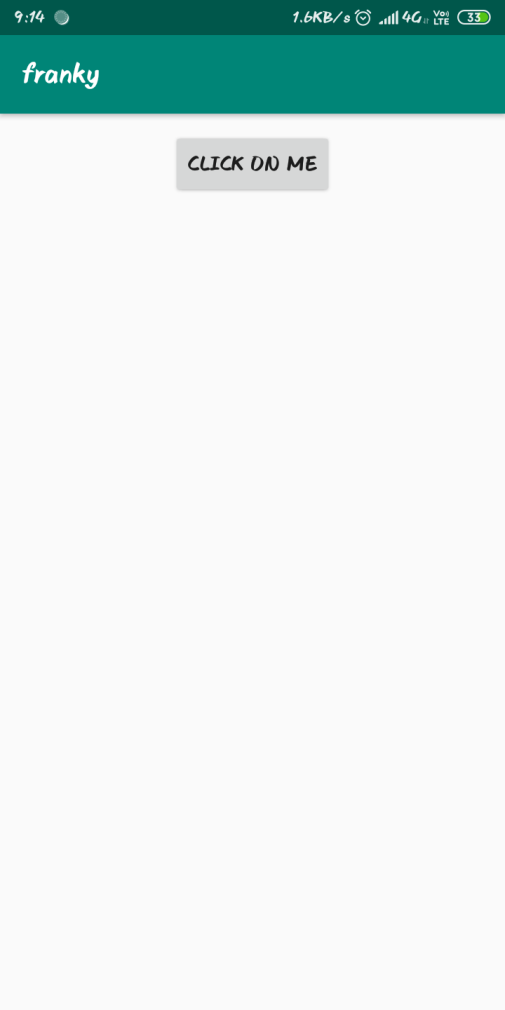 9:14 1.6KB/s 4G Vo LTE 33
franky
CLICK ON ME